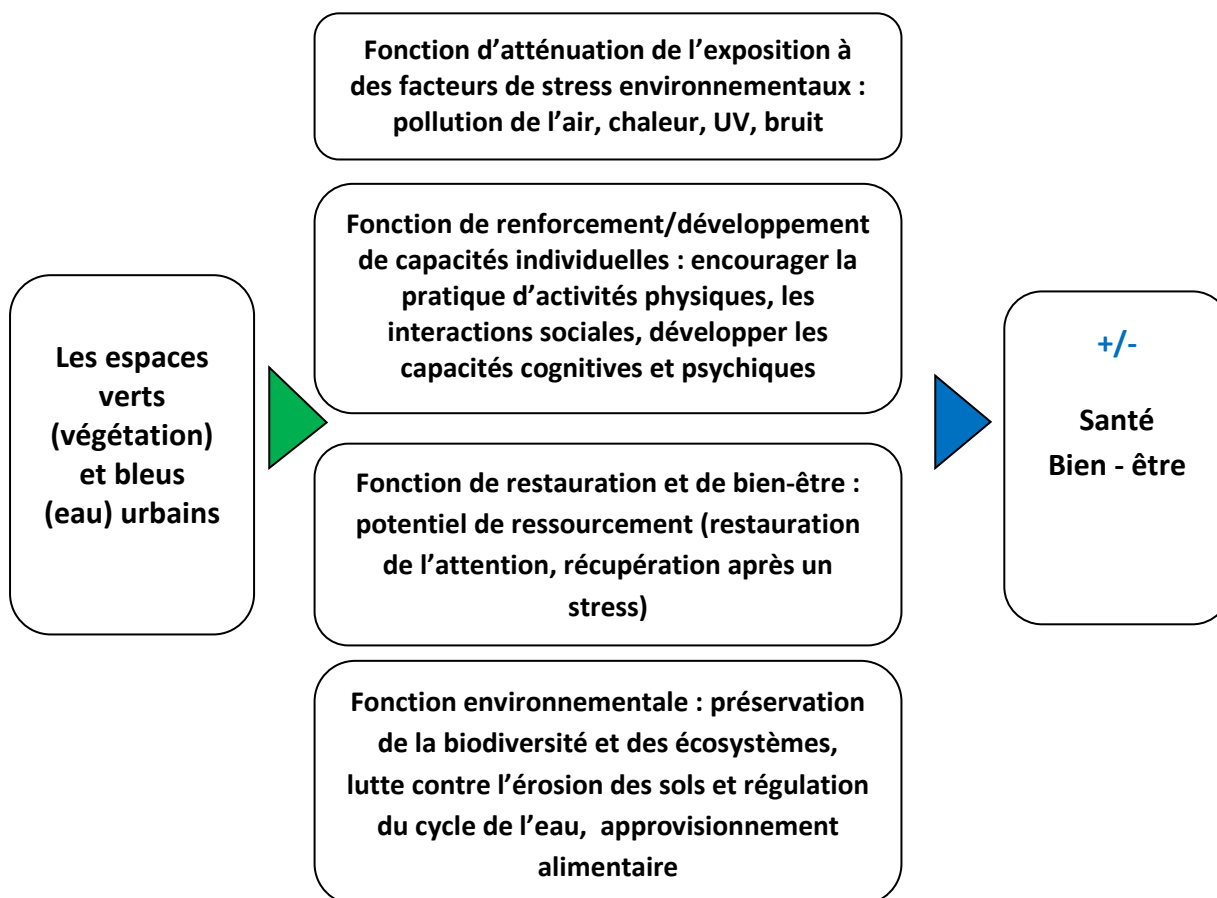 Fonction d’atténuation de l’exposition à
des facteurs de stress environnementaux :
pollution de l’air, chaleur, UV, bruit
Fonction de renforcement/développement
de capacités individuelles : encourager la
pratique d’activités physiques, les
interactions sociales, développer les
capacités cognitives et psychiques
Les espaces
verts
(végétation)
et bleus
(eau) urbains
+/-
Santé
Bien - être
Fonction de restauration et de bien-être :
potentiel de ressourcement (restauration
de l’attention, récupération après un
stress)
Fonction environnementale : préservation
de la biodiversité et des écosystèmes,
lutte contre l’érosion des sols et régulation
du cycle de l’eau, approvisionnement
alimentaire